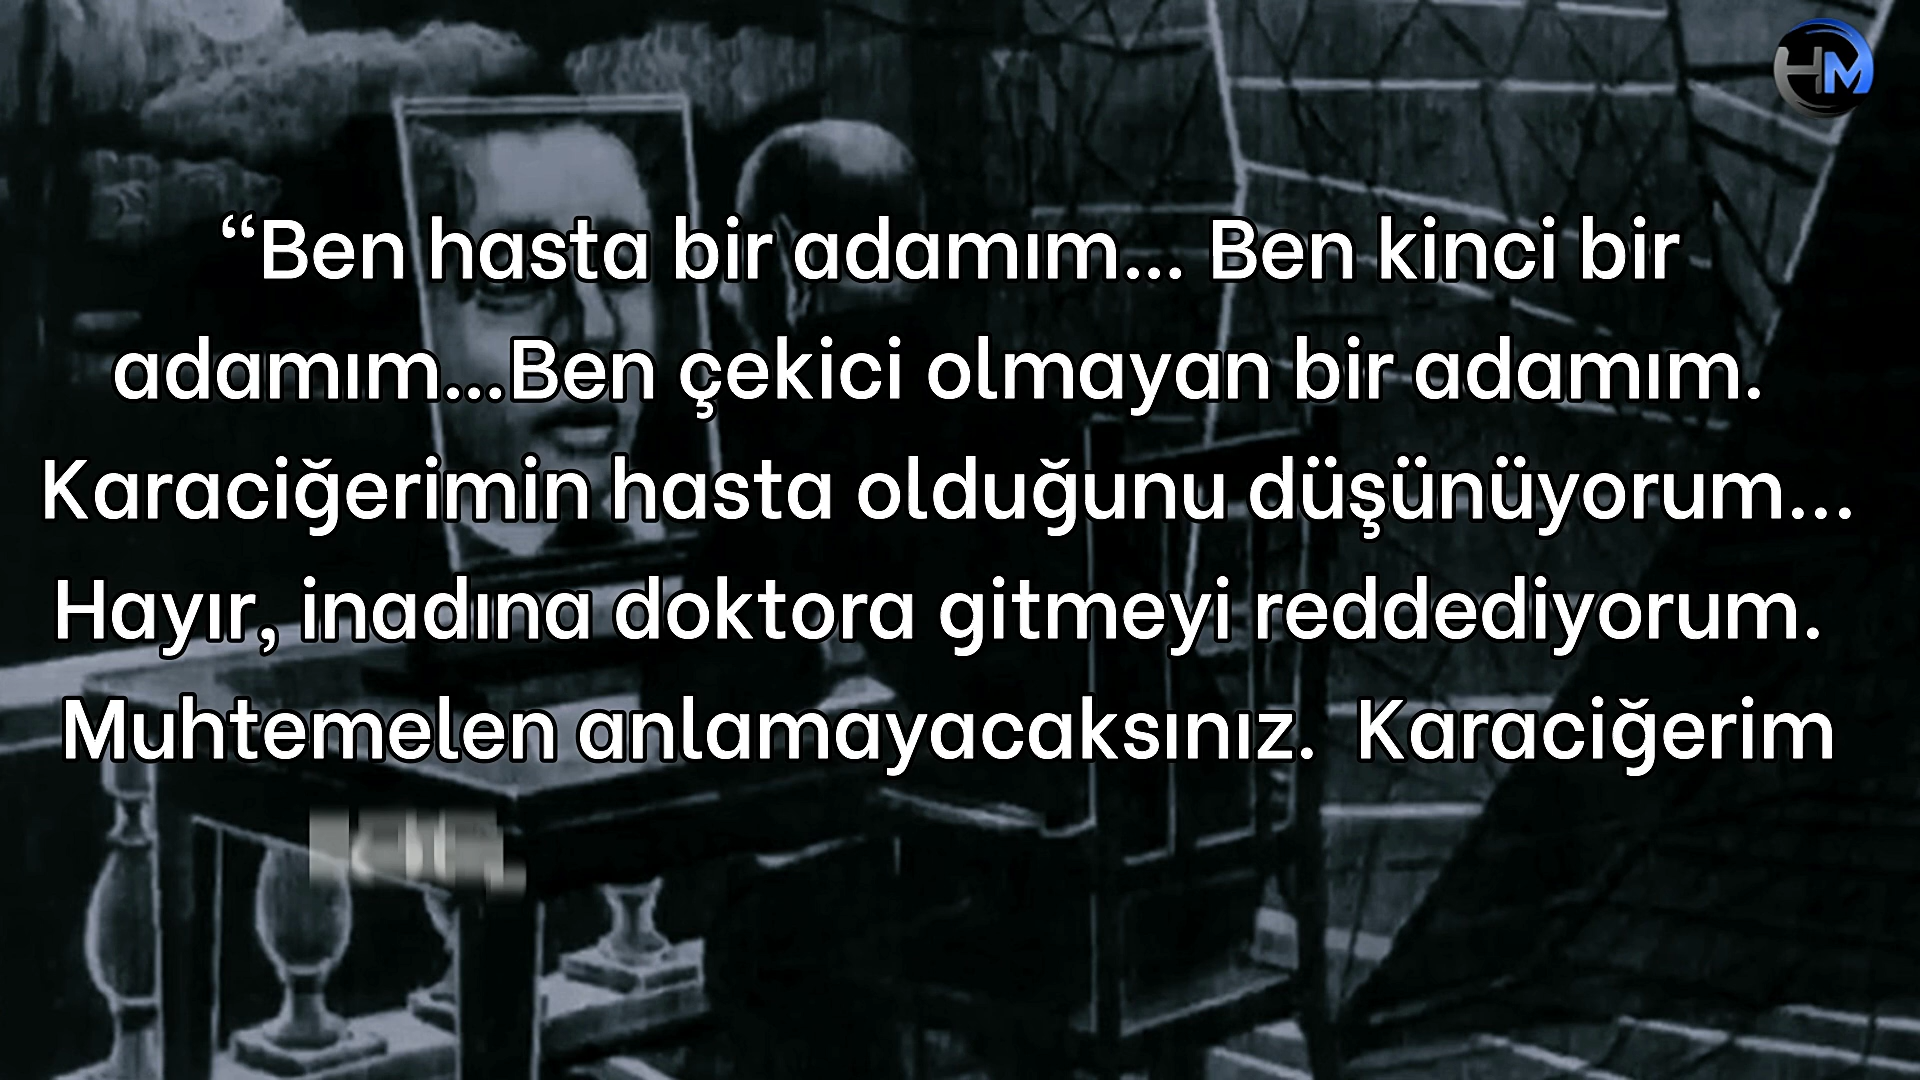 “Ben hasta bir adamım... Ben kinci bir
adamım...Ben çekici olmayan bir adamım.
Karaciğerimin hasta olduğunu düşünüyorum...
Hayır, inadına doktora gitmeyi reddediyorum.
Muhtemelen anlamayacaksınız. Karaciğerim
HM